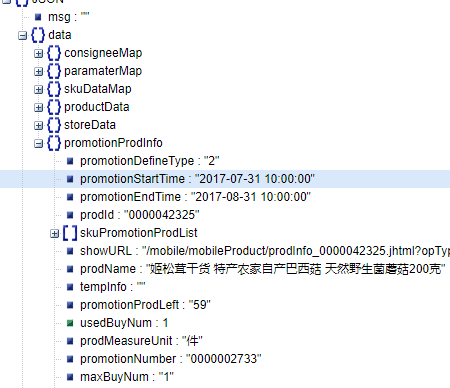 JSON
msg : ""
data
consigneeMap
paramaterMap
skuDataMap
productData
storeData
promotionProdInfo
promotionDefineType : "2"
promotionStartTime : "2017-07-31 10:00:00"
promotionEndTime : "2017-08-31 10:00:00"
prodId : "0000042325"
skuPromotionProdList
showURL : "/mobile/mobileProduct/prodInfo_0000042325.jhtml?opTyp
prodName : "姬松茸干货 特产农家自产巴西菇 天然野生菌蘑菇200克"
tempInfo : ""
promotionProdLeft : "59"
usedBuyNum : 1
prodMeasureUnit : "件"
promotionNumber : "0000002733"
maxBuyNum : "1"